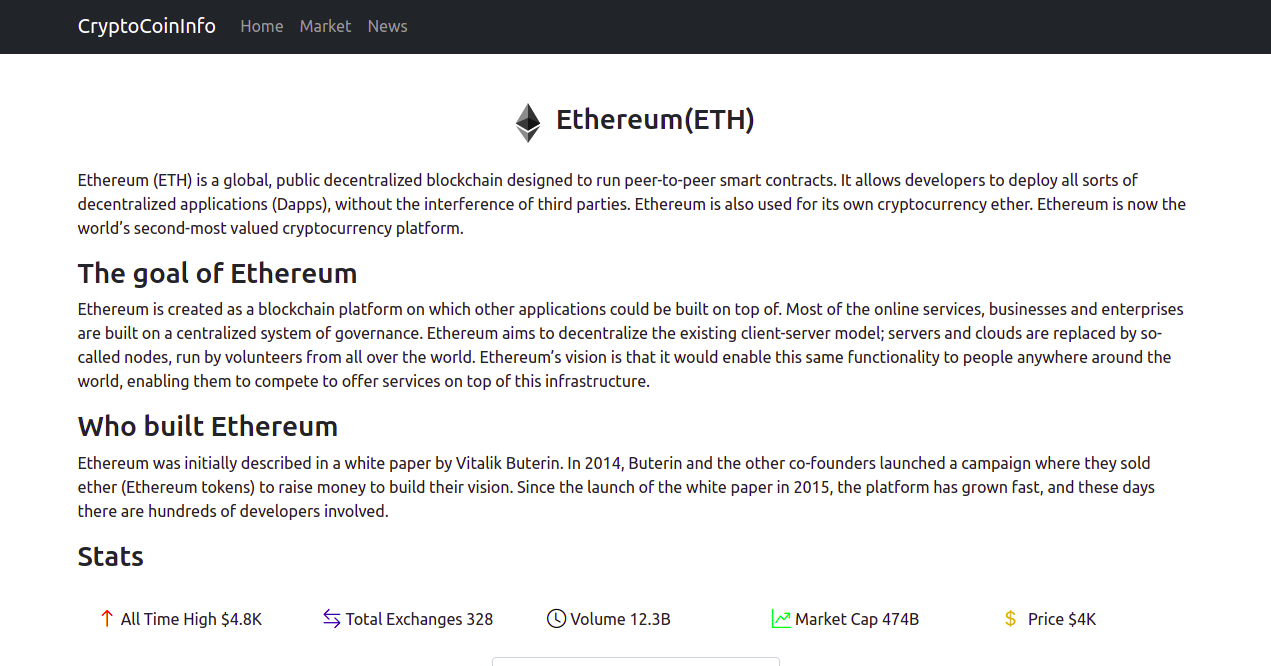 CryptoCoinInfo Home Market News
Ethereum(ETH)
Ethereum (ETH) is a global, public decentralized blockchain designed to run peer-to-peer smart contracts. It allows developers to deploy all sorts of
decentralized applications (Dapps), without the interference of third parties. Ethereum is also used for its own cryptocurrency ether. Ethereum is now the
world’s second-most valued cryptocurrency platform.
The goal of Ethereum
Ethereum is created as a blockchain platform on which other applications could be built on top of. Most of the online services, businesses and enterprises
are built on a centralized system of governance. Ethereum aims to decentralize the existing client-server model; servers and clouds are replaced by so-
called nodes, run by volunteers from all over the world. Ethereum’s vision is that it would enable this same functionality to people anywhere around the
world, enabling them to compete to offer services on top of this infrastructure.
Who built Ethereum
Ethereum was initially described in a white paper by Vitalik Buterin. In 2014, Buterin and the other co-founders launched a campaign where they sold
ether (Ethereum tokens) to raise money to build their vision. Since the launch of the white paper in 2015, the platform has grown fast, and these days
there are hundreds of developers involved.
Stats
All Time High $4.8K Total Exchanges 328 Volume 12.3B Market Cap 474B $ Price $4K